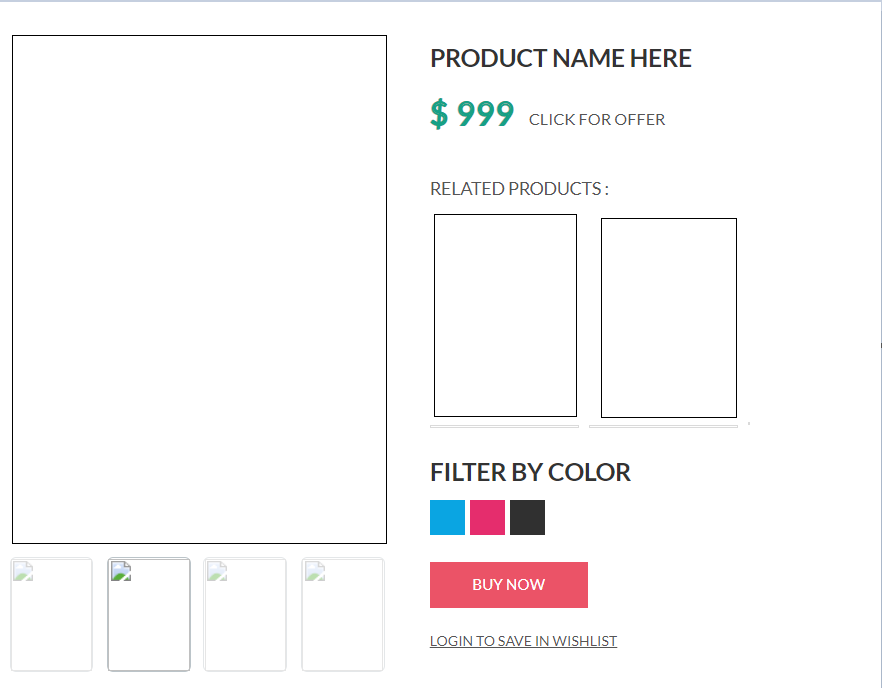 PRODUCT NAME HERE
$ 999 CLICK FOR OFFER
RELATED PRODUCTS :
FILTER BY COLOR
BUY NOW
LOGIN TO SAVE IN WISHLIST